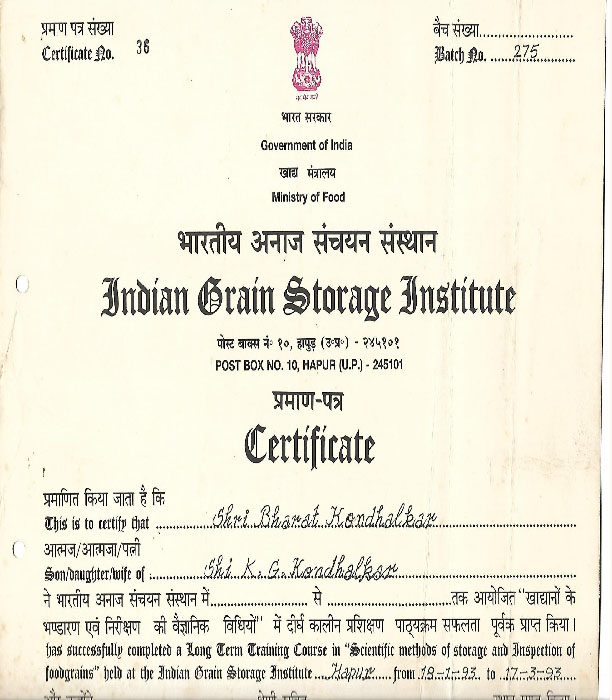 प्रमाण पत्र संख्या
Certificate No. 36
बैच संख्या..........................
Batch No. .......275.................
भारत सरकार
Government of India
खाद्य मंत्रालय
Ministry of Food
भारतीय अनाज संचयन संस्थान
Indian Grain Storage Institute
पोस्ट बाक्स नं॰ १०, हापुड़ (उ॰प्र॰) - २४५१०१
POST BOX NO. 10, HAPUR (U.P.) - 245101
प्रमाण-पत्र
Certificate
प्रमाणित किया जाता है कि
This is to certify that ..............Shri Bharat Kondhalkar...................................
आत्मज/आत्मजा/पत्नी
Son/daughter/wife of .............Shi K. G. Kondhalkar...........................................
ने भारतीय अनाज संचयन संस्थान में.......................... से ...............................तक आयोजित "खाद्यानों के
भण्डारण एवं निरीक्षण की वैज्ञानिक विधियों" में दीर्घ कालीन प्रशिक्षण पाठ्यक्रम सफलता पूर्वक प्राप्त किया।
has successfully completed a Long Term Training Course in "Scientific methods of storage and Inspection of
foodgrains" held at the Indian Grain Storage Institute ....Hapur..... from 18-1-93. to 17-3-93.